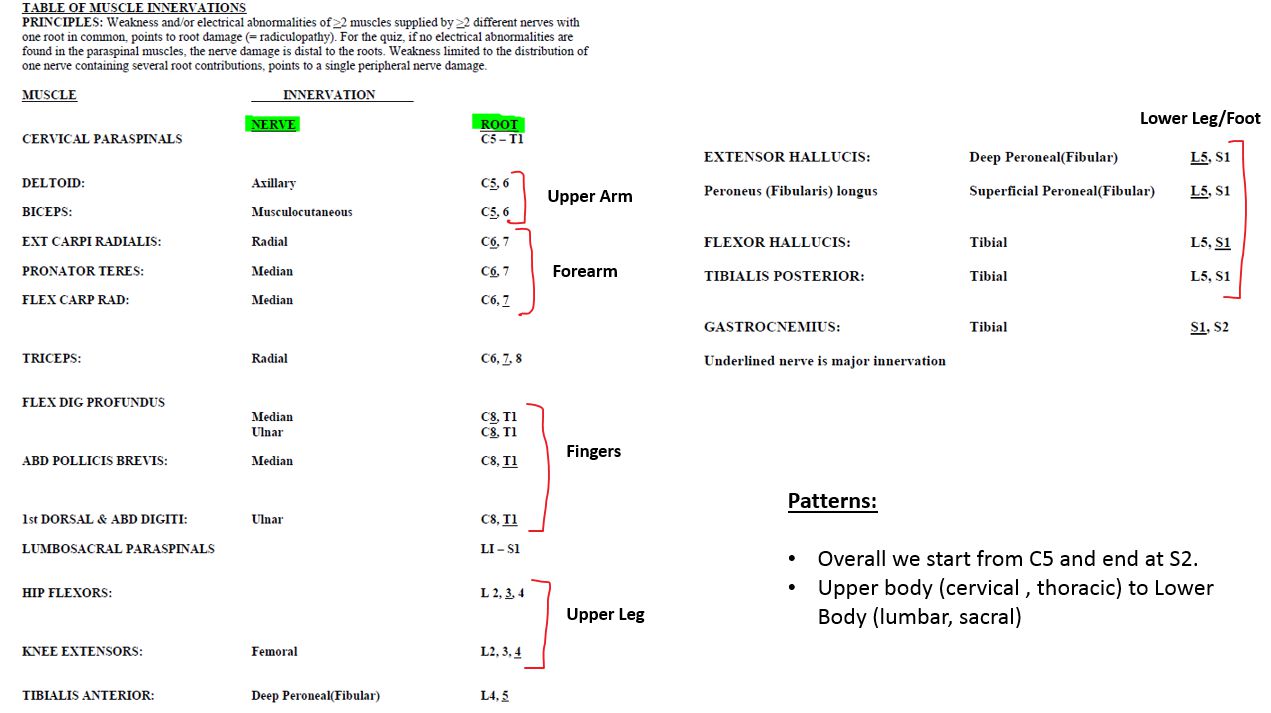 TABLE OF MUSCLE INNERVATIONS
PRINCIPLES: Weakness and/or electrical abnormalities of ≥2 muscles supplied by ≥2 different nerves with
one root in common, points to root damage (= radiculopathy). For the quiz, if no electrical abnormalities are
found in the paraspinal muscles, the nerve damage is distal to the roots. Weakness limited to the distribution of
one nerve containing several root contributions, points to a single peripheral nerve damage.
MUSCLE INNERVATION
NERVE ROOT
CERVICAL PARASPINALS C5 – T1
DELTOID: Axillary C5, 6
Upper Arm
BICEPS: Musculocutaneous C5, 6
EXT CARPI RADIALIS: Radial C6, 7
PRONATOR TERES: Median C6, 7
Forearm
FLEX CARP RAD: Median C6, 7
TRICEPS: Radial C6, 7, 8
FLEX DIG PROFUNDUS
Median C8, T1
Ulnar C8, T1
Fingers
ABD POLLICIS BREVIS: Median C8, T1
1st DORSAL & ABD DIGITI: Ulnar C8, T1
LUMBOSACRAL PARASPINALS LI – S1
HIP FLEXORS: L 2, 3, 4
Upper Leg
KNEE EXTENSORS: Femoral L2, 3, 4
TIBIALIS ANTERIOR: Deep Peroneal(Fibular) L4, 5
Lower Leg/Foot
EXTENSOR HALLUCIS: Deep Peroneal(Fibular) L5, S1
Peroneus (Fibularis) longus Superficial Peroneal(Fibular) L5, S1
FLEXOR HALLUCIS: Tibial L5, S1
TIBIALIS POSTERIOR: Tibial L5, S1
GASTROCNEMIUS: Tibial S1, S2
Underlined nerve is major innervation
Patterns:
• Overall we start from C5 and end at S2.
• Upper body (cervical , thoracic) to Lower
Body (lumbar, sacral)